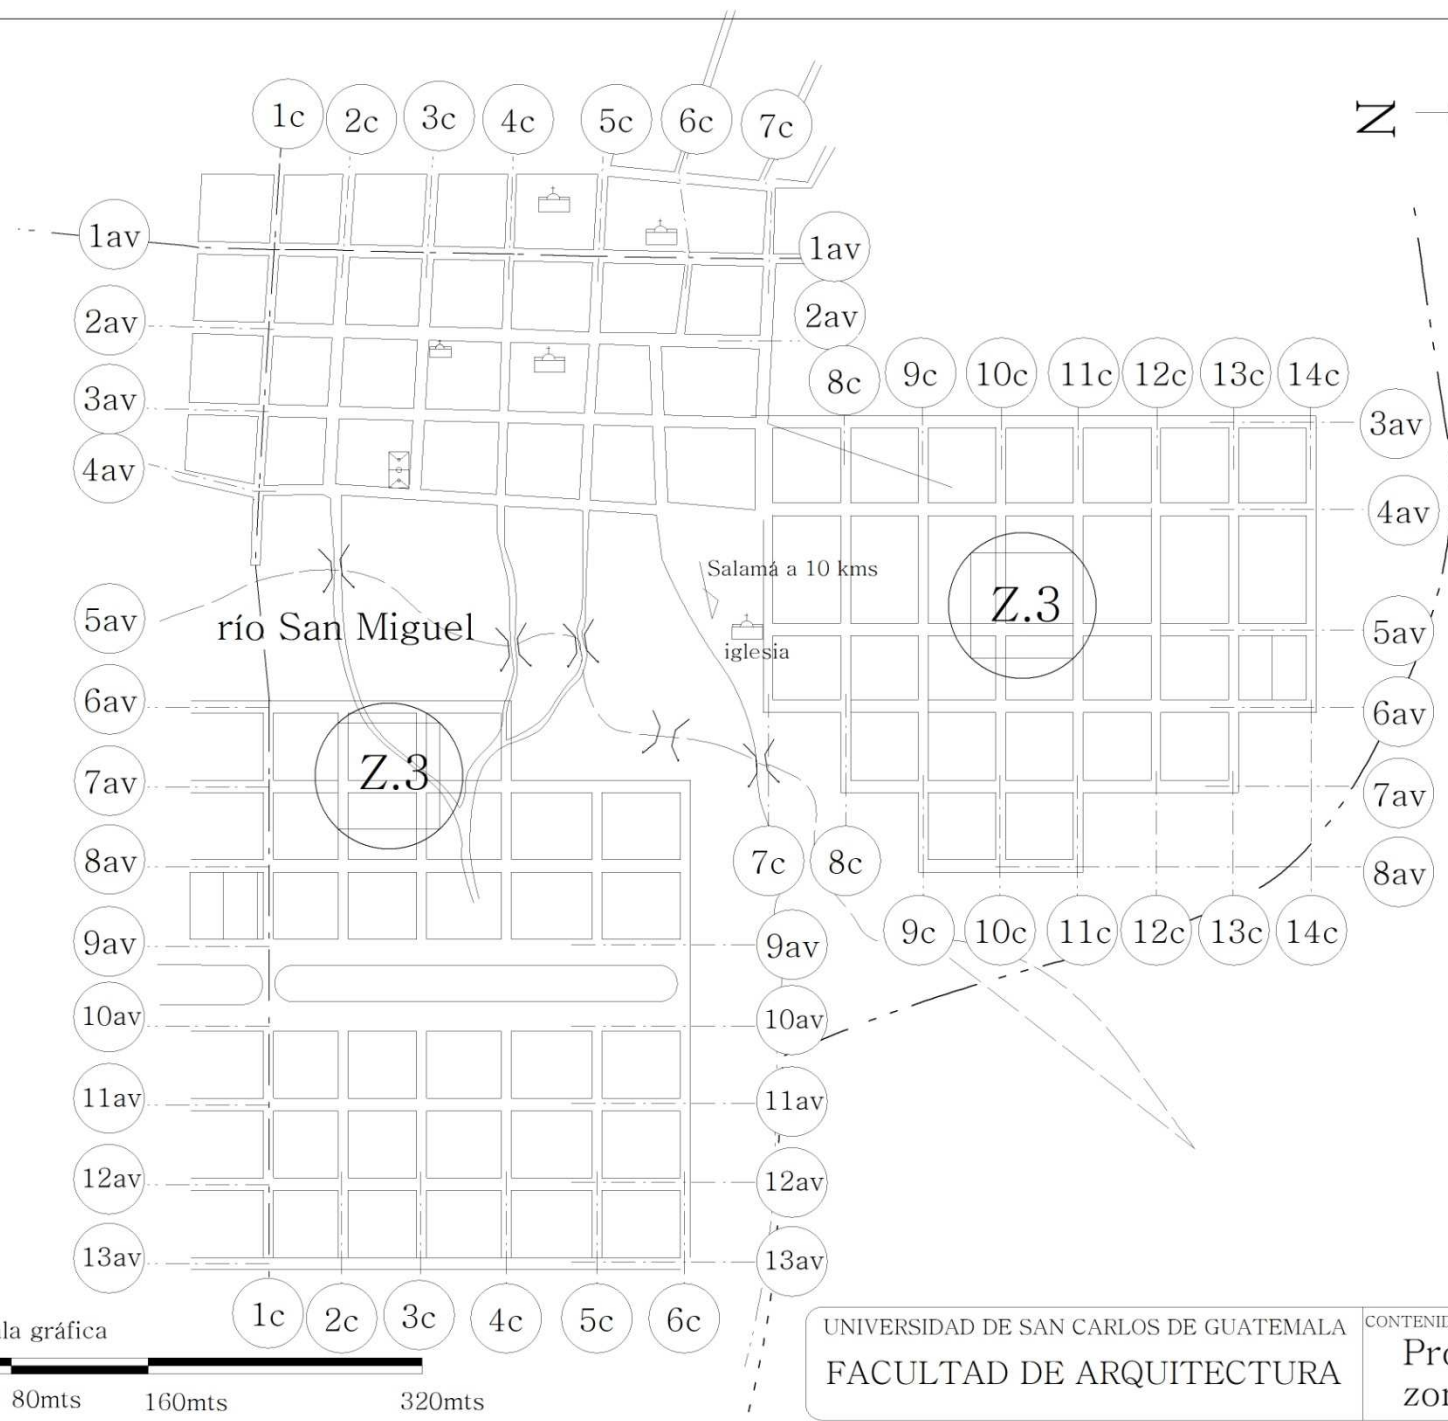 1c 2c 3c 4c 5c 6c 7c
N
1av 1av
2av 2av
8c 9c 10c 11c 12c 13c 14c
3av 3av
4av 4av
Salamá a 10 kms
Z.3
5av río San Miguel 5av
iglesia
6av 6av
Z.3
7av 7av
8av 7c 8c 8av
9av 9av 9c 10c 11c 12c 13c 14c
10av 10av
11av 11av
12av 12av
13av 13av
1c 2c 3c 4c 5c 6c
gráfica
80mts 160mts 320mts
UNIVERSIDAD DE SAN CARLOS DE GUATEMALA
FACULTAD DE ARQUITECTURA